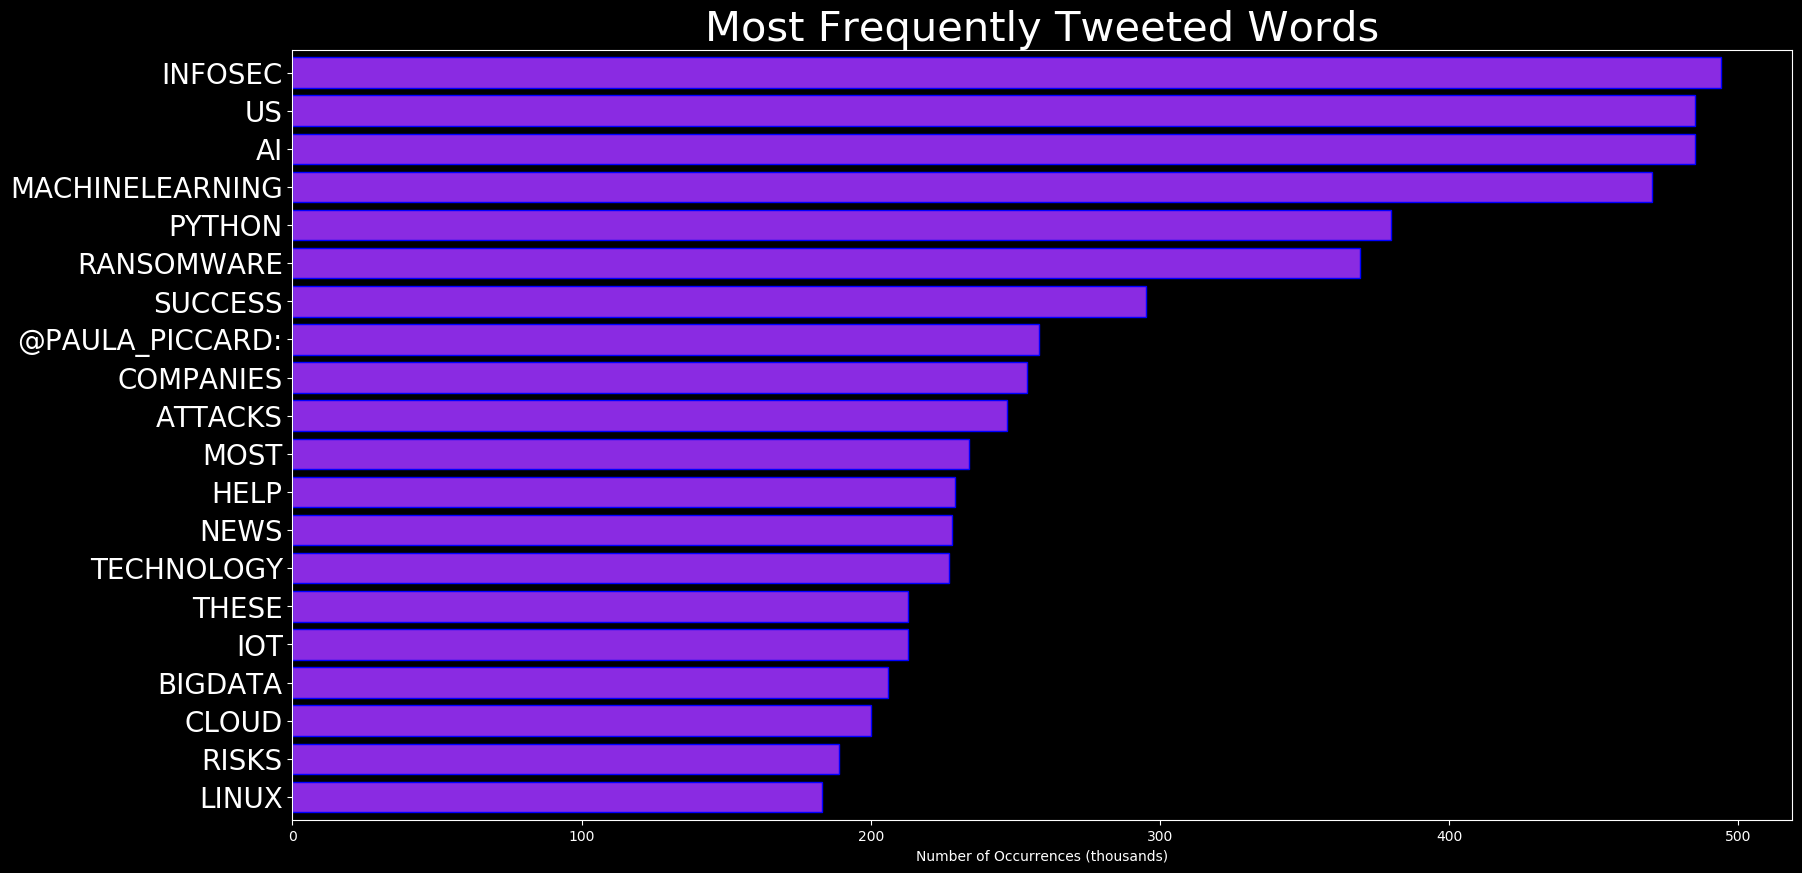 Most Frequently Tweeted Words
INFOSEC
US
AI
MACHINELEARNING
PYTHON
RANSOMWARE
SUCCESS
@PAULA_PICCARD:
COMPANIES
ATTACKS
MOST
HELP
NEWS
TECHNOLOGY
THESE
IOT
BIGDATA
CLOUD
RISKS
LINUX
0 100 200 300 400 500
Number of Occurrences (thousands)